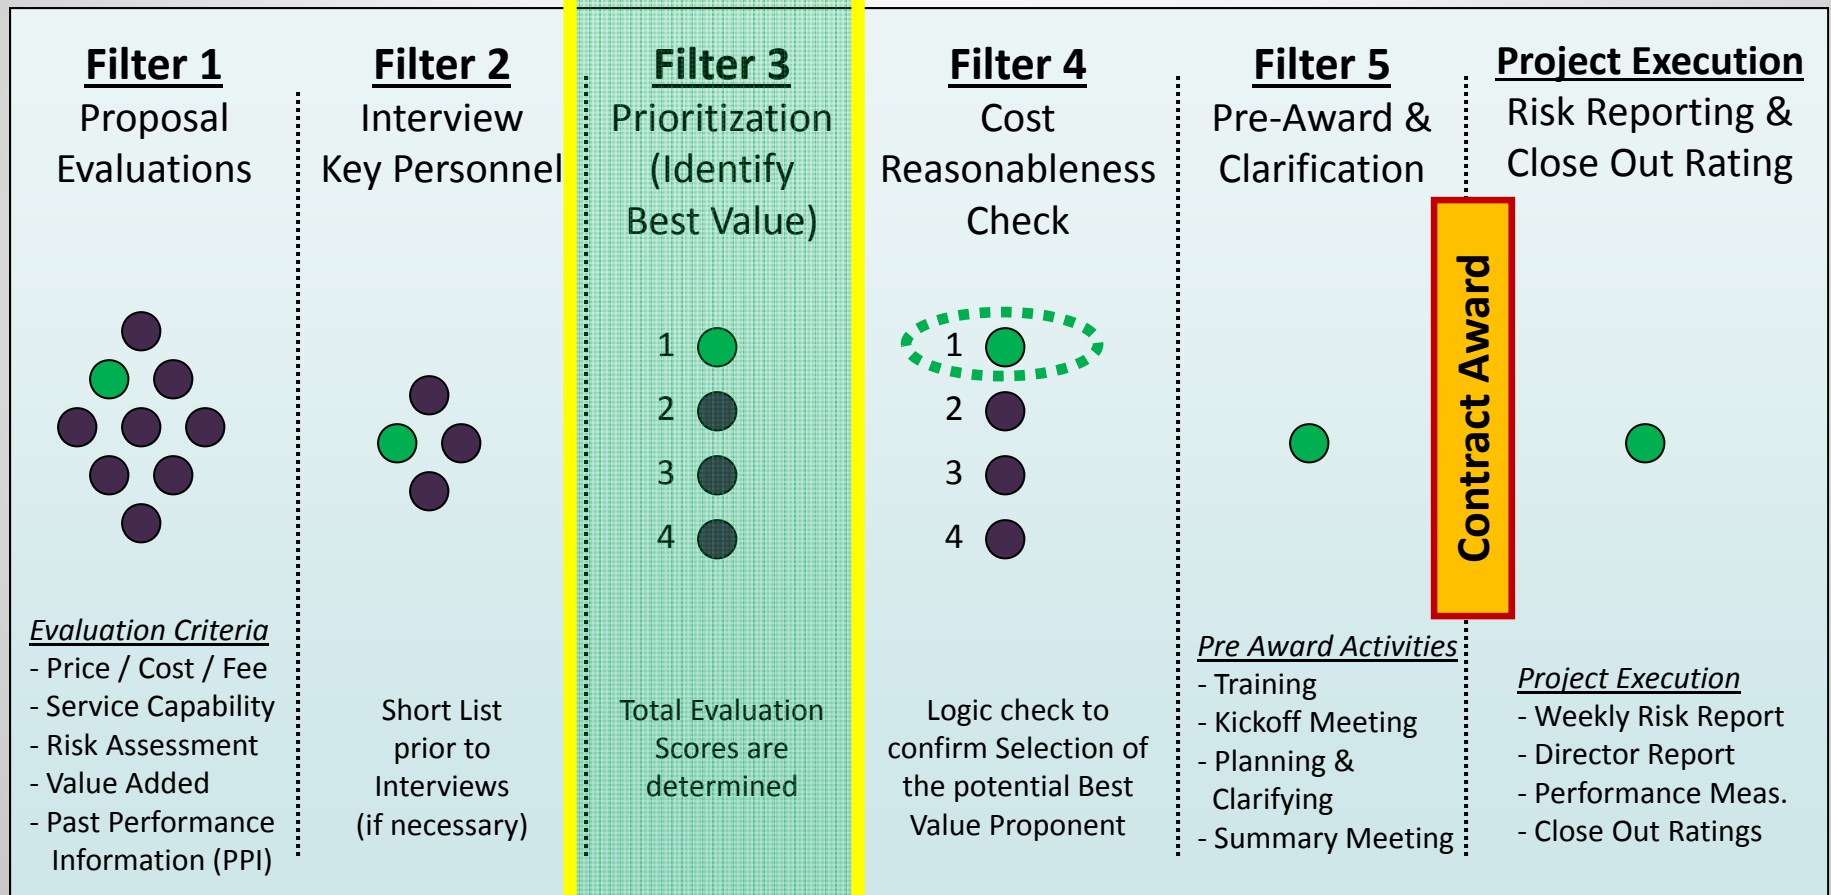 Filter 1
Proposal
Evaluations
Evaluation Criteria
- Price / Cost / Fee
- Service Capability
- Risk Assessment
- Value Added
- Past Performance
Information (PPI)
Filter 2
Interview
Key Personnel
Short List
prior to
Interviews
(if necessary)
Filter 3
Prioritization
(Identify
Best Value)
1
2
3
4
Total Evaluation
Scores are
determined
Filter 4
Cost
Reasonableness
Check
1
2
3
4
Logic check to
confirm Selection of
the potential Best
Value Proponent
Filter 5
Pre-Award &
Clarification
Pre Award Activities
- Training
- Kickoff Meeting
- Planning &
Clarifying
- Summary Meeting
Contract Award
Project Execution
Risk Reporting &
Close Out Rating
Project Execution
- Weekly Risk Report
- Director Report
- Performance Meas.
- Close Out Ratings